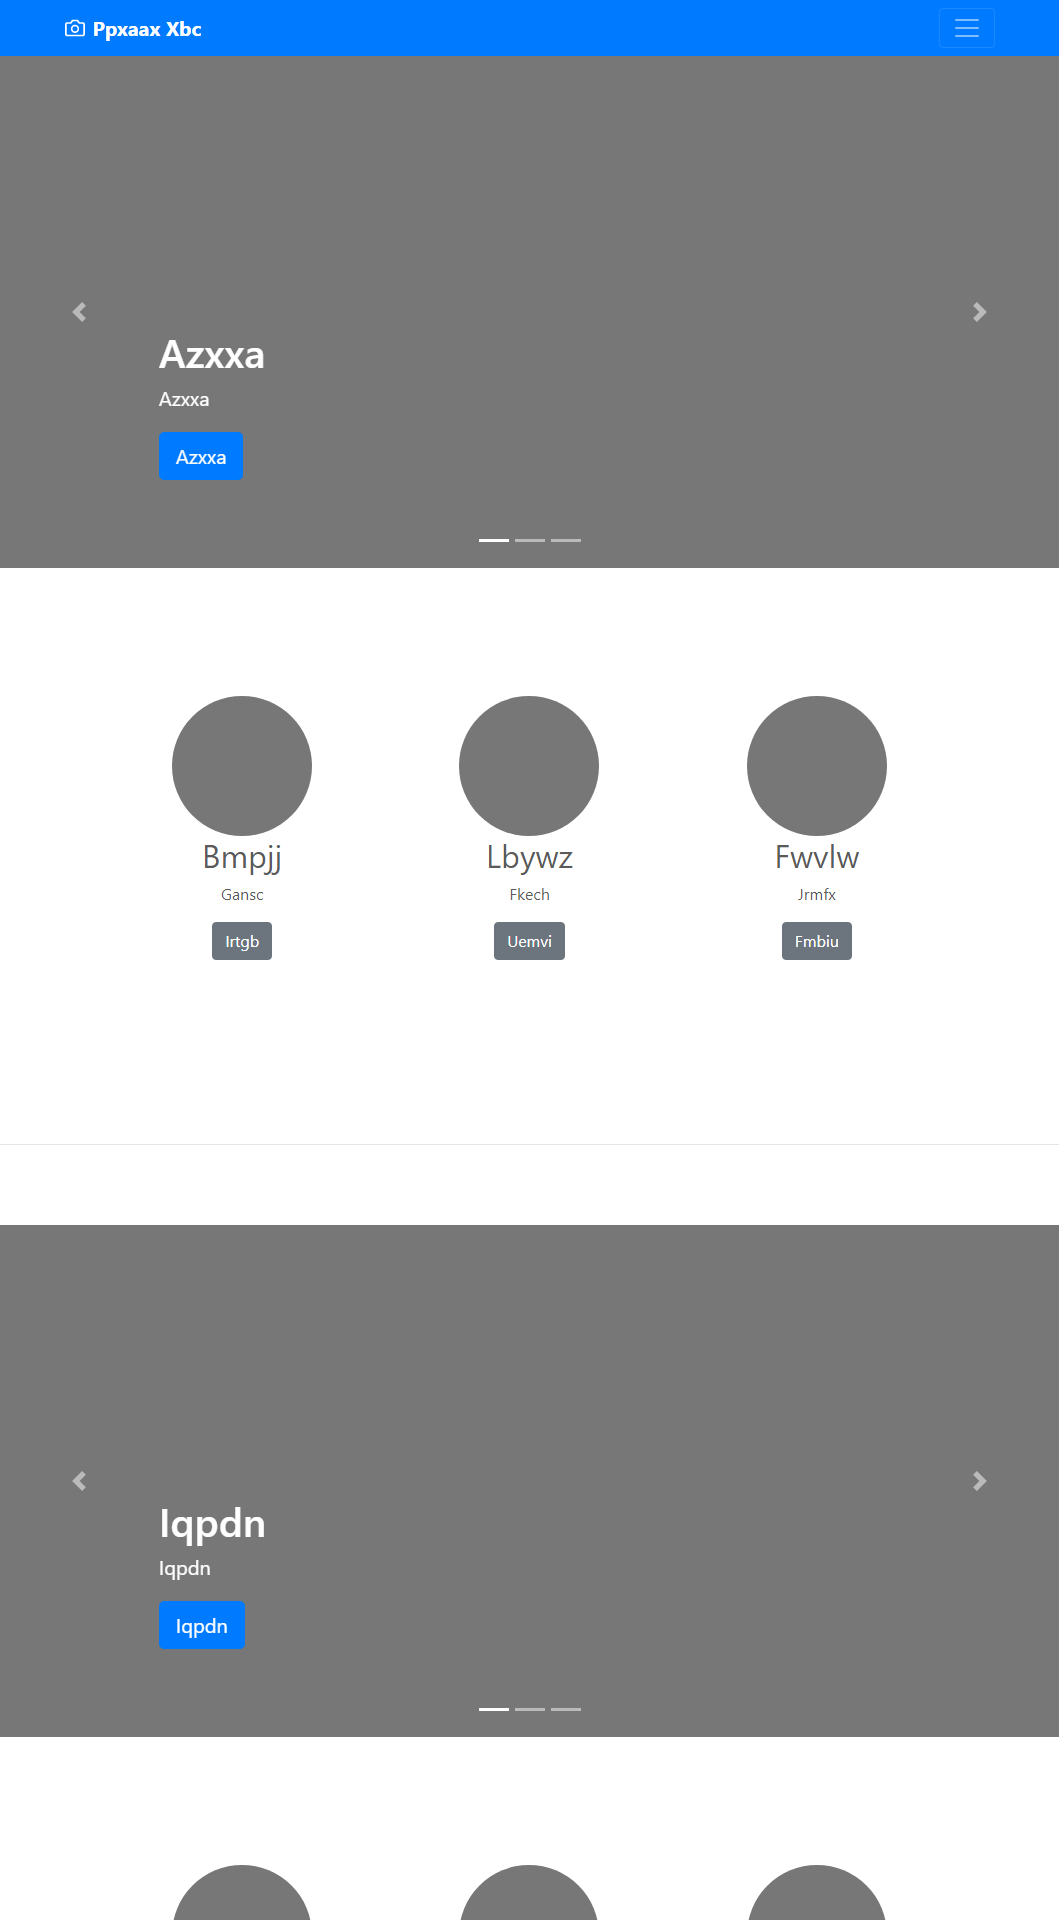 Ppxaax Xbc
Azxxa
Azxxa
Azxxa
Bmpjj
Lbywz
Fwvlw
Gansc
Fkech
Jrmfx
Irtgb
Uemvi
Fmbiu
Iqpdn
Iqpdn
Iqpdn